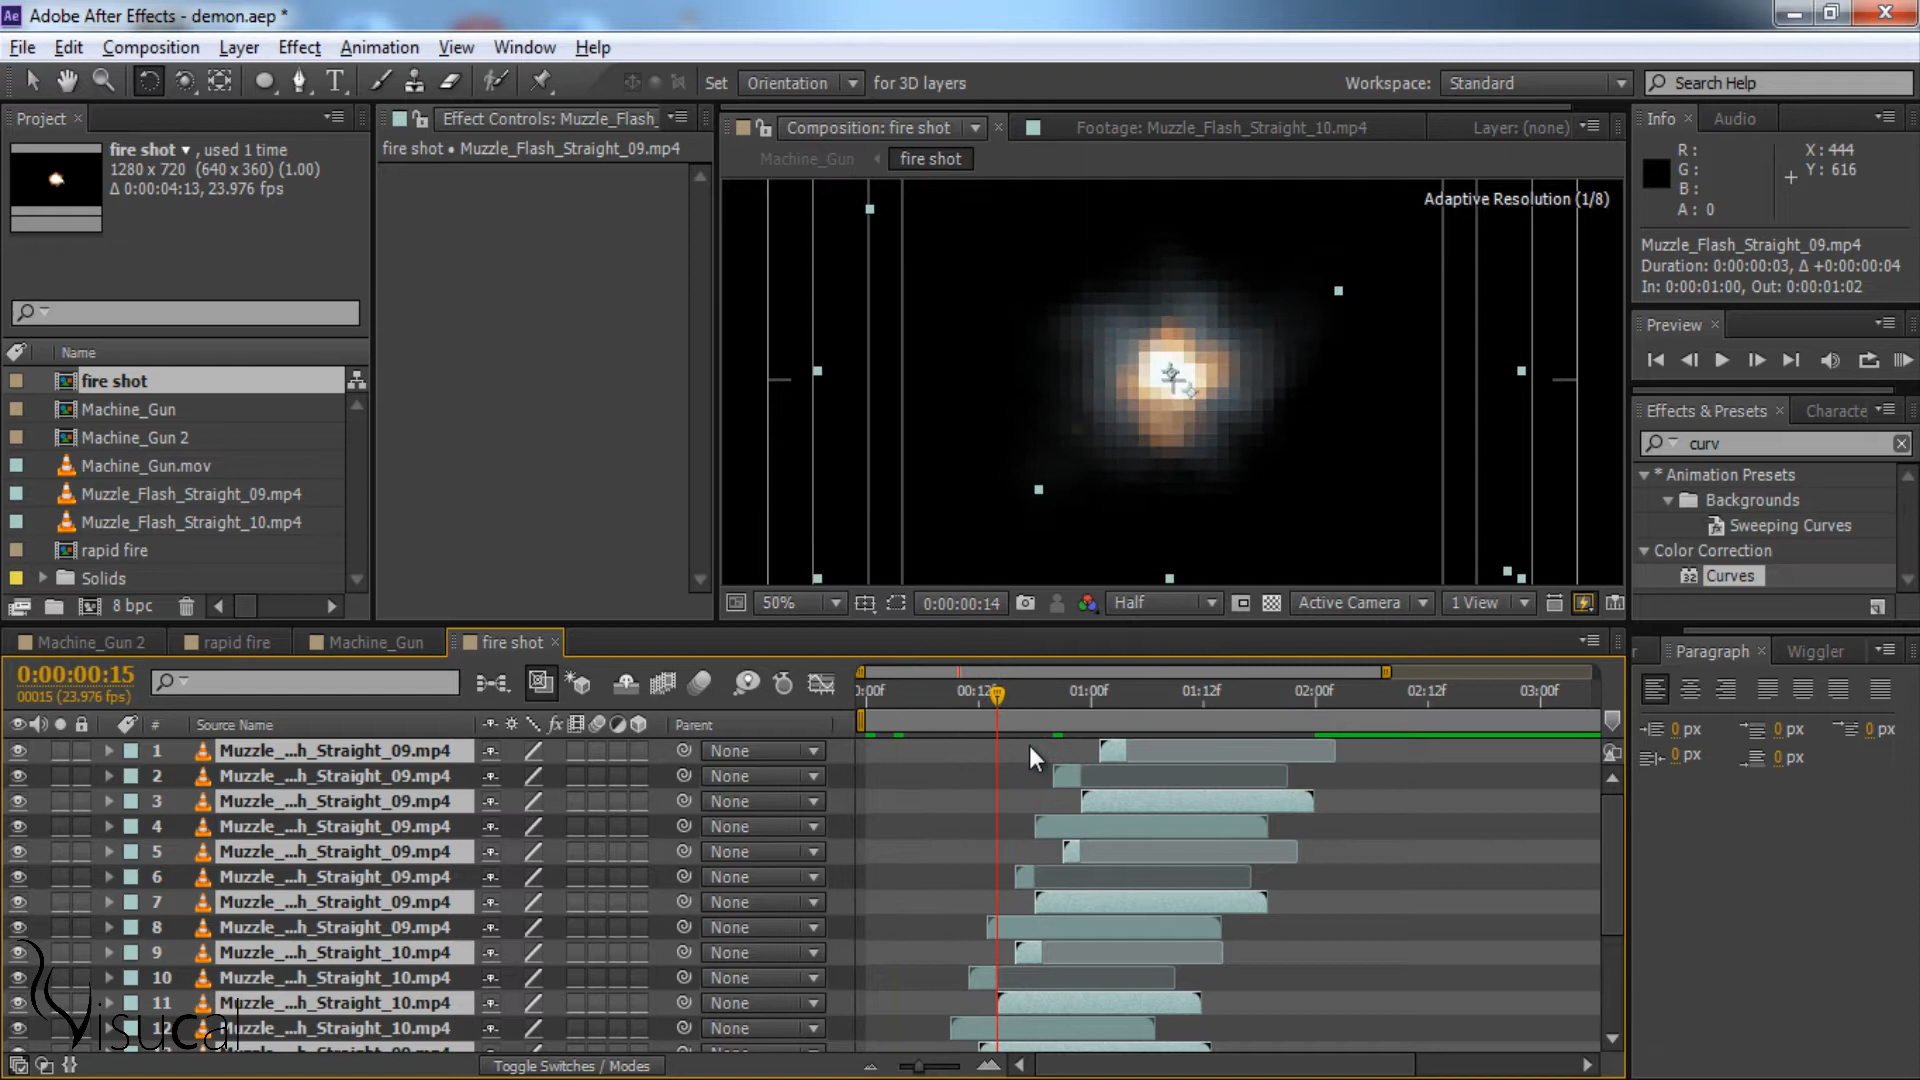 Ae Adobe After Effects - demon.aep *
File Edit Composition Layer Effect Animation View Window Help
Set Orientation for 3D layers Workspace: Standard Search Help
Project
fire shot , used 1 time
1280 x 720 (640 x 360) (1.00)
Δ 0:00:04:13, 23.976 fps
Name
fire shot
Machine_Gun
Machine_Gun 2
Machine_Gun.mov
Muzzle_Flash_Straight_09.mp4
Muzzle_Flash_Straight_10.mp4
rapid fire
Solids
8 bpc
Effect Controls: Muzzle_Flash_
fire shot • Muzzle_Flash_Straight_09.mp4
Composition: fire shot Footage: Muzzle_Flash_Straight_10.mp4 Layer: (none)
Machine_Gun fire shot
Adaptive Resolution (1/8)
50% 0:00:00:14 Half Active Camera 1 View
Info Audio
R: X: 444
G: Y: 616
B:
A: 0
Muzzle_Flash_Straight_09.mp4
Duration: 0:00:00:03, Δ +0:00:00:04
In: 0:00:01:00, Out: 0:00:01:02
Preview
Effects & Presets Characte
curv
* Animation Presets
Backgrounds
Sweeping Curves
Color Correction
32 Curves
Paragraph Wiggler
0 px 0 px 0 px
0 px 0 px
Machine_Gun 2 rapid fire Machine_Gun fire shot
0:00:00:15
00015 (23.976 fps)
0:00f 00:12f 01:00f 01:12f 02:00f 02:12f 03:00f
# Source Name fx Parent
1 Muzzle_...h_Straight_09.mp4 None
2 Muzzle_...h_Straight_09.mp4 None
3 Muzzle_...h_Straight_09.mp4 None
4 Muzzle_...h_Straight_09.mp4 None
5 Muzzle_...h_Straight_09.mp4 None
6 Muzzle_...h_Straight_09.mp4 None
7 Muzzle_...h_Straight_09.mp4 None
8 Muzzle_...h_Straight_09.mp4 None
9 Muzzle_...h_Straight_10.mp4 None
10 Muzzle_...h_Straight_10.mp4 None
11 Muzzle_...h_Straight_10.mp4 None
12 Muzzle_...h_Straight_10.mp4 None
Visucal
Toggle Switches / Modes